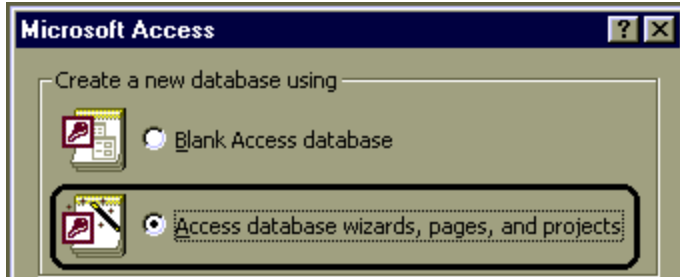 Microsoft Access
Create a new database using
Blank Access database
Access database wizards, pages, and projects